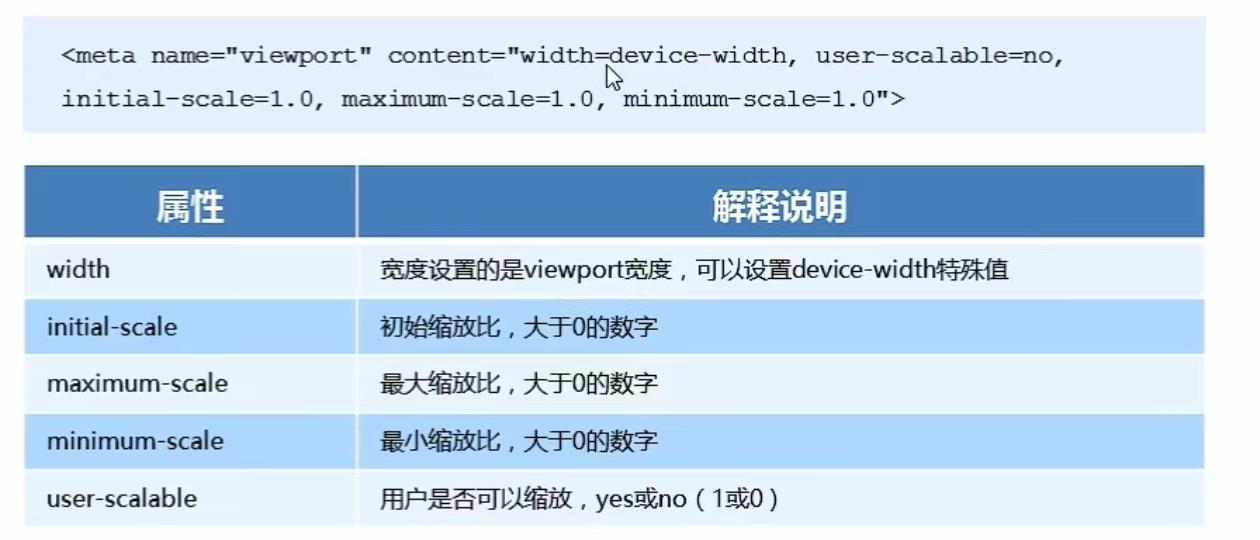 <meta name="viewport" content="width=device-width, user-scalable=no,
initial-scale=1.0, maximum-scale=1.0, minimum-scale=1.0">
属性 解释说明
width 宽度设置的是viewport宽度，可以设置device-width特殊值
initial-scale 初始缩放比，大于0的数字
maximum-scale 最大缩放比，大于0的数字
minimum-scale 最小缩放比，大于0的数字
user-scalable 用户是否可以缩放，yes或no（1或0）